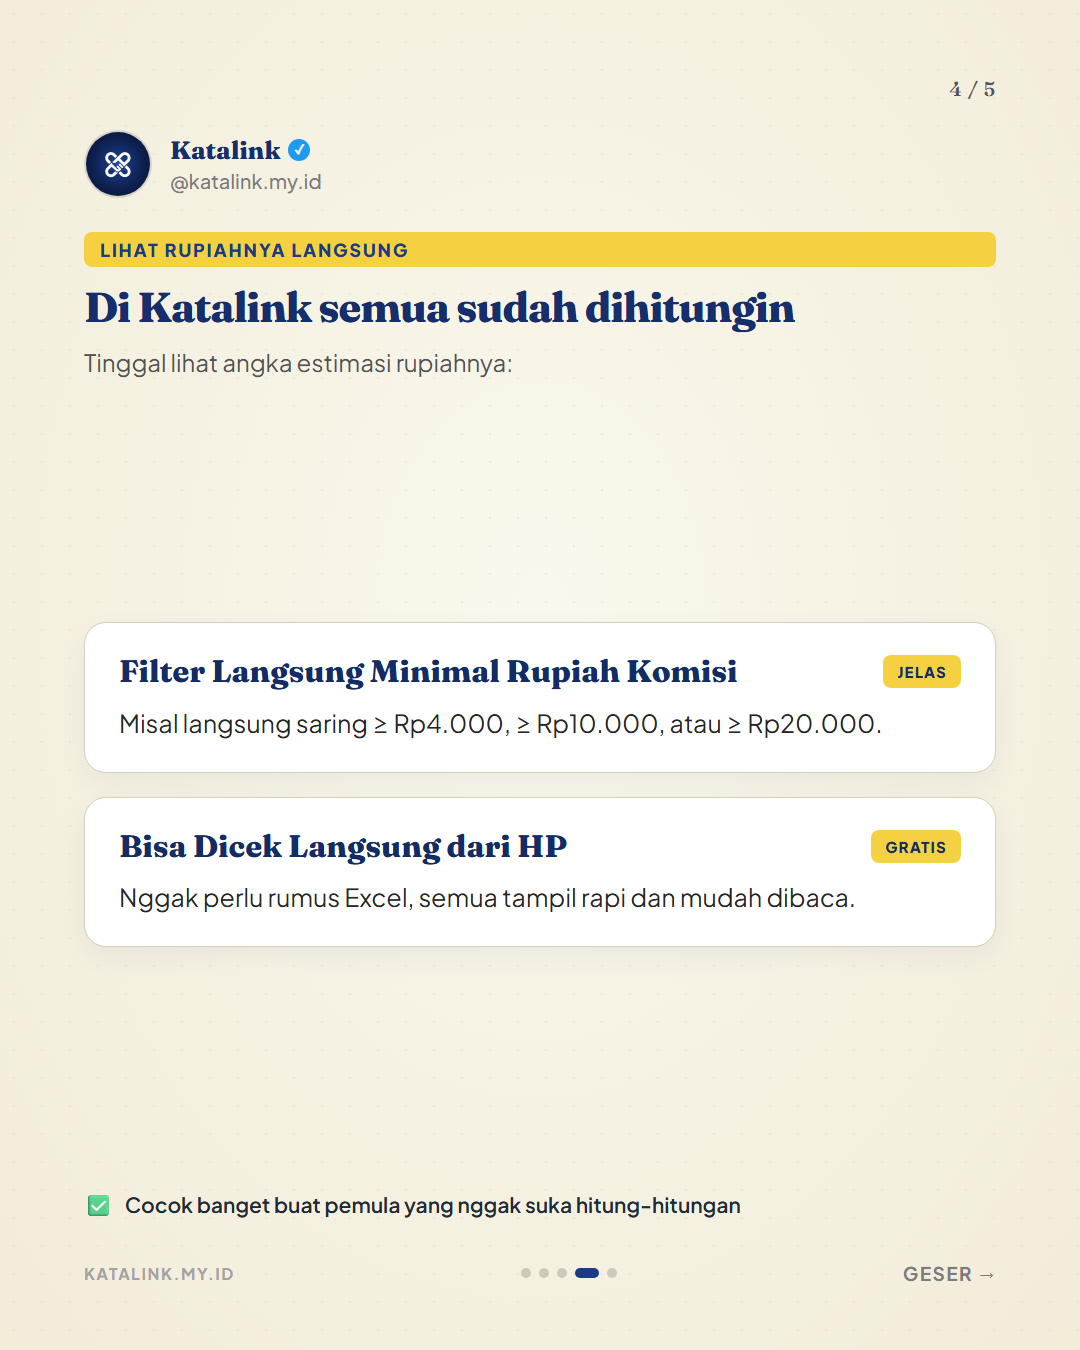 4 / 5
Katalink
@katalink.my.id
LIHAT RUPIAHNYA LANGSUNG
Di Katalink semua sudah dihitungin
Tinggal lihat angka estimasi rupiahnya:
Filter Langsung Minimal Rupiah Komisi
JELAS
Misal langsung saring ≥ Rp4.000, ≥ Rp10.000, atau ≥ Rp20.000.
Bisa Dicek Langsung dari HP
GRATIS
Nggak perlu rumus Excel, semua tampil rapi dan mudah dibaca.
✅ Cocok banget buat pemula yang nggak suka hitung-hitungan
KATALINK.MY.ID
GESER →